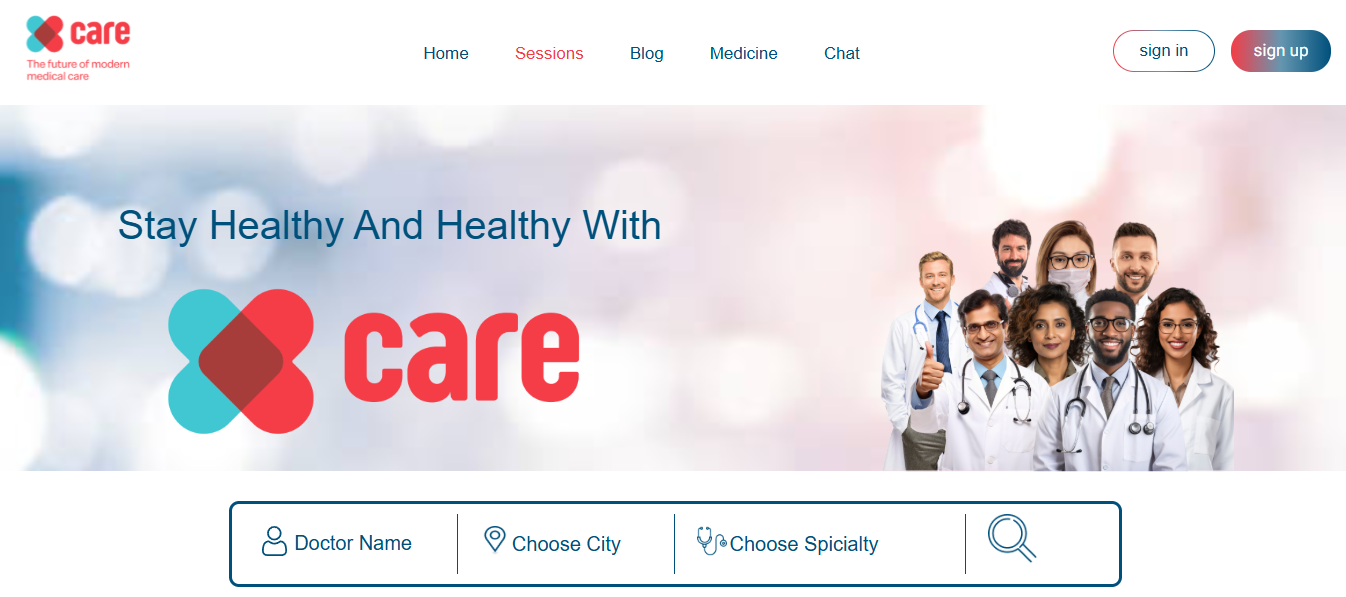 care
The future of modern
medical care
Home Sessions Blog Medicine Chat
sign in sign up
Stay Healthy And Healthy With
care
Doctor Name Choose City Choose Spicialty